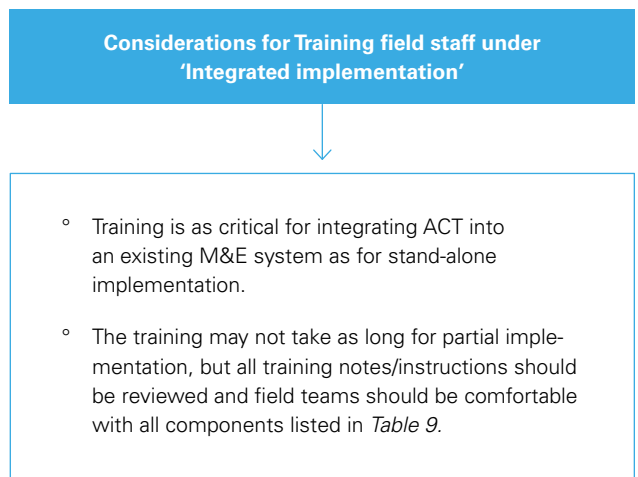 Considerations for Training field staff under
‘Integrated implementation’
° Training is as critical for integrating ACT into
an existing M&E system as for stand-alone
implementation.
° The training may not take as long for partial imple-
mentation, but all training notes/instructions should
be reviewed and field teams should be comfortable
with all components listed in Table 9.